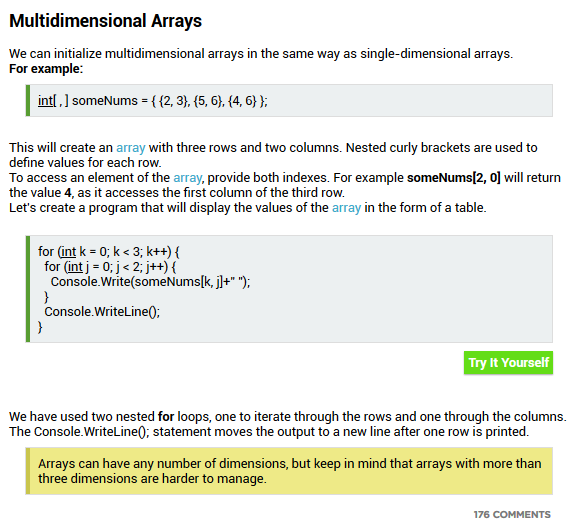 Multidimensional Arrays
We can initialize multidimensional arrays in the same way as single-dimensional arrays.
For example:
int[ , ] someNums = { {2, 3}, {5, 6}, {4, 6} };
This will create an array with three rows and two columns. Nested curly brackets are used to
define values for each row.
To access an element of the array, provide both indexes. For example someNums[2, 0] will return
the value 4, as it accesses the first column of the third row.
Let's create a program that will display the values of the array in the form of a table.
for (int k = 0; k < 3; k++) {
for (int j = 0; j < 2; j++) {
Console.Write(someNums[k, j]+" ");
}
Console.WriteLine();
}
Try It Yourself
We have used two nested for loops, one to iterate through the rows and one through the columns.
The Console.WriteLine(); statement moves the output to a new line after one row is printed.
Arrays can have any number of dimensions, but keep in mind that arrays with more than
three dimensions are harder to manage.
176 COMMENTS